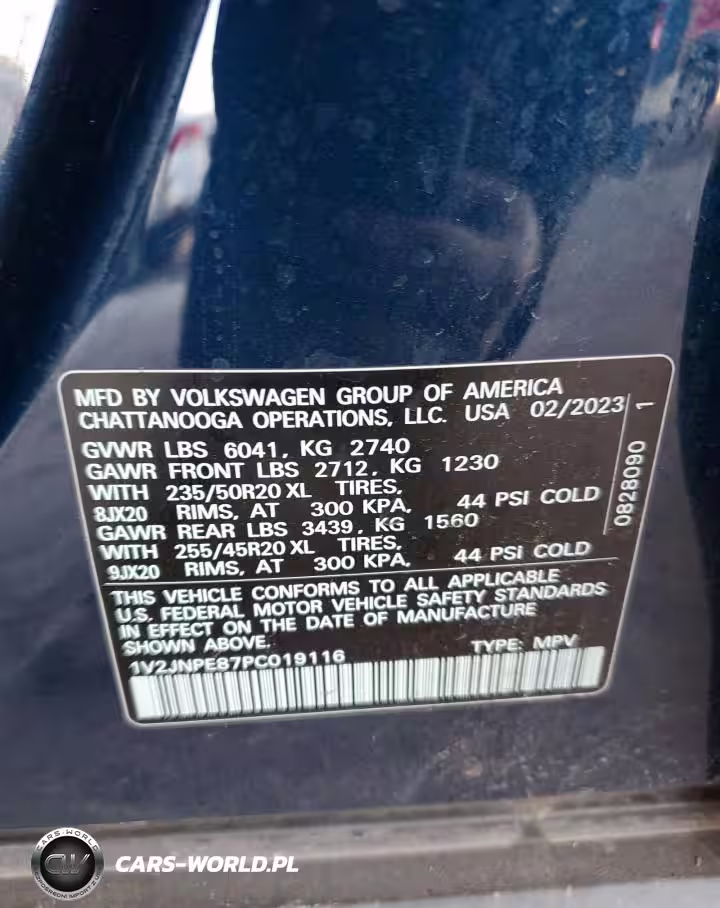 MFD BY VOLKSWAGEN GROUP OF AMERICA
CHATTANOOGA OPERATIONS, LLC. USA 02/2023
GVWR LBS 6041, KG 2740
GAWR FRONT LBS 2712, KG 1230
WITH 235/50R20 XL TIRES,
8JX20 RIMS, AT 300 KPA, 44 PSI COLD
GAWR REAR LBS 3439, KG 1560
WITH 255/45R20 XL TIRES,
9JX20 RIMS, AT 300 KPA, 44 PSI COLD
THIS VEHICLE CONFORMS TO ALL APPLICABLE
U.S. FEDERAL MOTOR VEHICLE SAFETY STANDARDS
IN EFFECT ON THE DATE OF MANUFACTURE
SHOWN ABOVE.
1V2JNPE87PC019116 TYPE: MPV
0828090 1
CARS-WORLD
CW
CARS-WORLD.PL